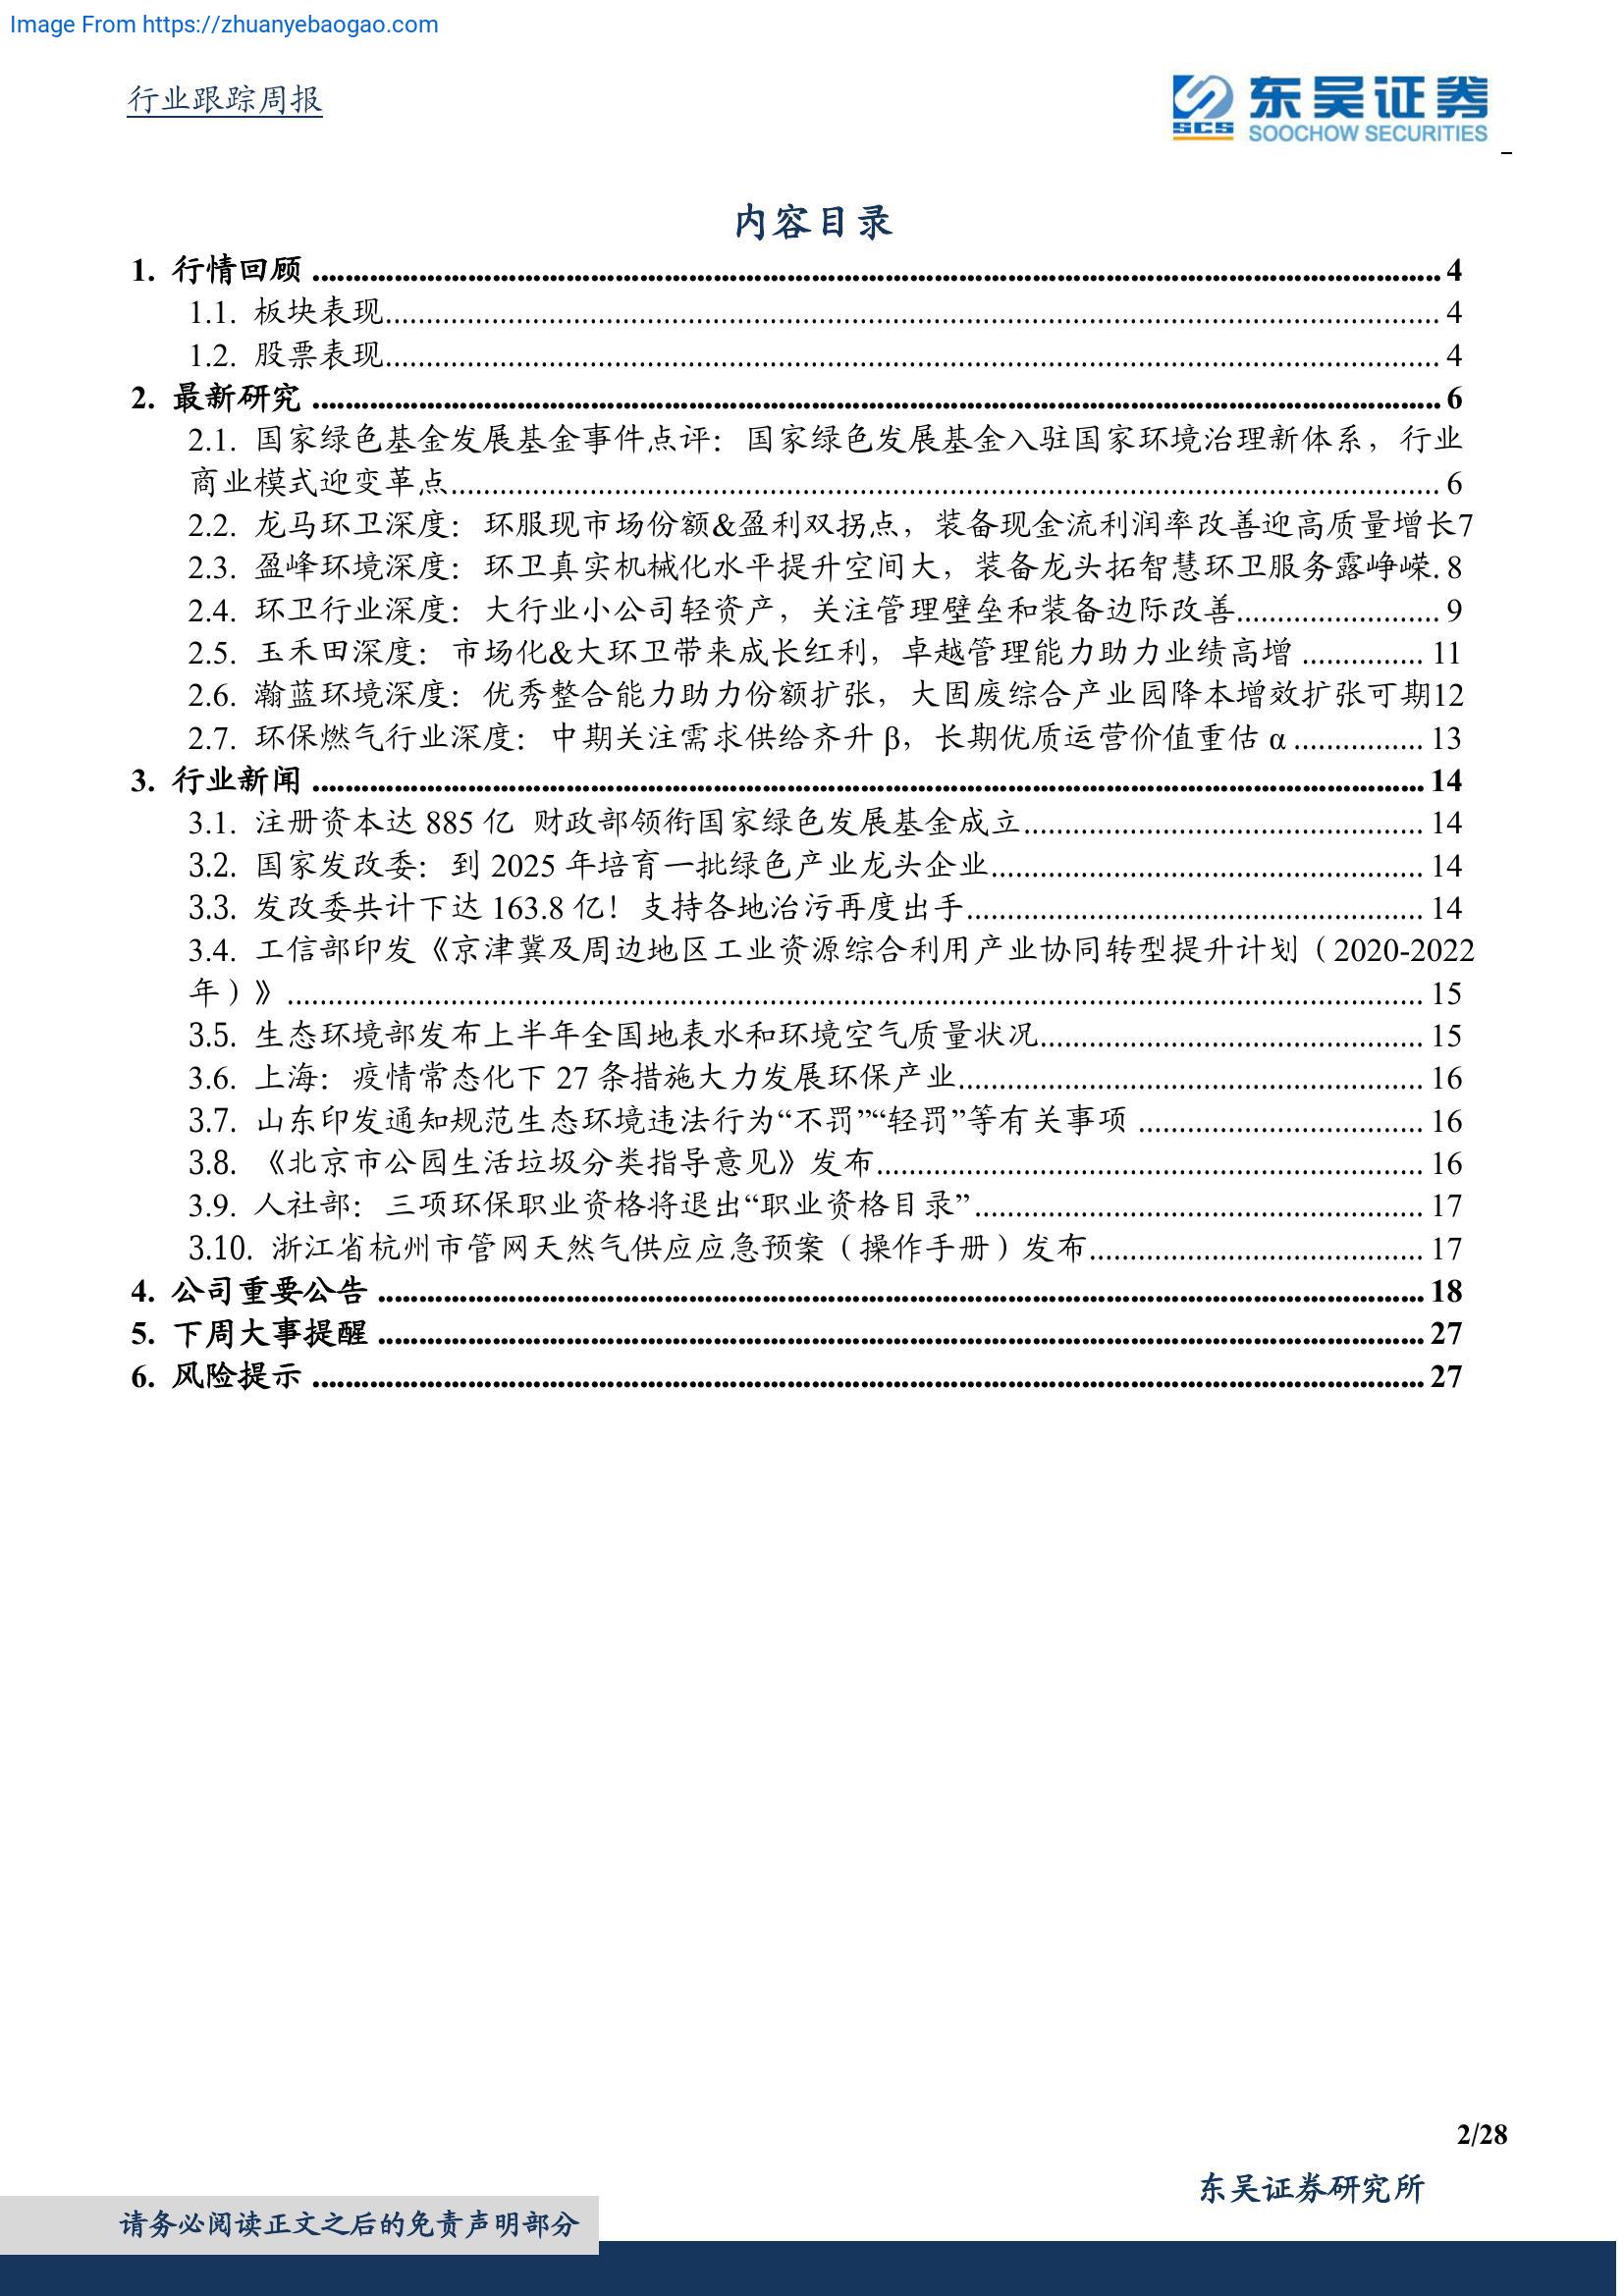 Image From https://zhuanyebaogao.com
行业跟踪周报
SCS 东吴证券
SOOCHOW SECURITIES
内容目录
1. 行情回顾 .................... 4
1.1. 板块表现.................... 4
1.2. 股票表现.................... 4
2. 最新研究 .................... 6
2.1. 国家绿色基金发展基金事件点评：国家绿色发展基金入驻国家环境治理新体系，行业
商业模式迎变革点.................... 6
2.2. 龙马环卫深度：环服现市场份额&盈利双拐点，装备现金流利润率改善迎高质量增长7
2.3. 盈峰环境深度：环卫真实机械化水平提升空间大，装备龙头拓智慧环卫服务露峥嵘. 8
2.4. 环卫行业深度：大行业小公司轻资产，关注管理壁垒和装备边际改善.................... 9
2.5. 玉禾田深度：市场化&大环卫带来成长红利，卓越管理能力助力业绩高增 ............... 11
2.6. 瀚蓝环境深度：优秀整合能力助力份额扩张，大固废综合产业园降本增效扩张可期12
2.7. 环保燃气行业深度：中期关注需求供给齐升 β，长期优质运营价值重估 α ................ 13
3. 行业新闻 .................... 14
3.1. 注册资本达 885 亿 财政部领衔国家绿色发展基金成立.................... 14
3.2. 国家发改委：到 2025 年培育一批绿色产业龙头企业.................... 14
3.3. 发改委共计下达 163.8 亿！支持各地治污再度出手.................... 14
3.4. 工信部印发《京津冀及周边地区工业资源综合利用产业协同转型提升计划（2020-2022
年）》 .................... 15
3.5. 生态环境部发布上半年全国地表水和环境空气质量状况.................... 15
3.6. 上海：疫情常态化下 27 条措施大力发展环保产业.................... 16
3.7. 山东印发通知规范生态环境违法行为“不罚”“轻罚”等有关事项 .................... 16
3.8. 《北京市公园生活垃圾分类指导意见》发布.................... 16
3.9. 人社部：三项环保职业资格将退出“职业资格目录”.................... 17
3.10. 浙江省杭州市管网天然气供应应急预案（操作手册）发布.................... 17
4. 公司重要公告 .................... 18
5. 下周大事提醒 .................... 27
6. 风险提示 .................... 27
2/28
东吴证券研究所
请务必阅读正文之后的免责声明部分